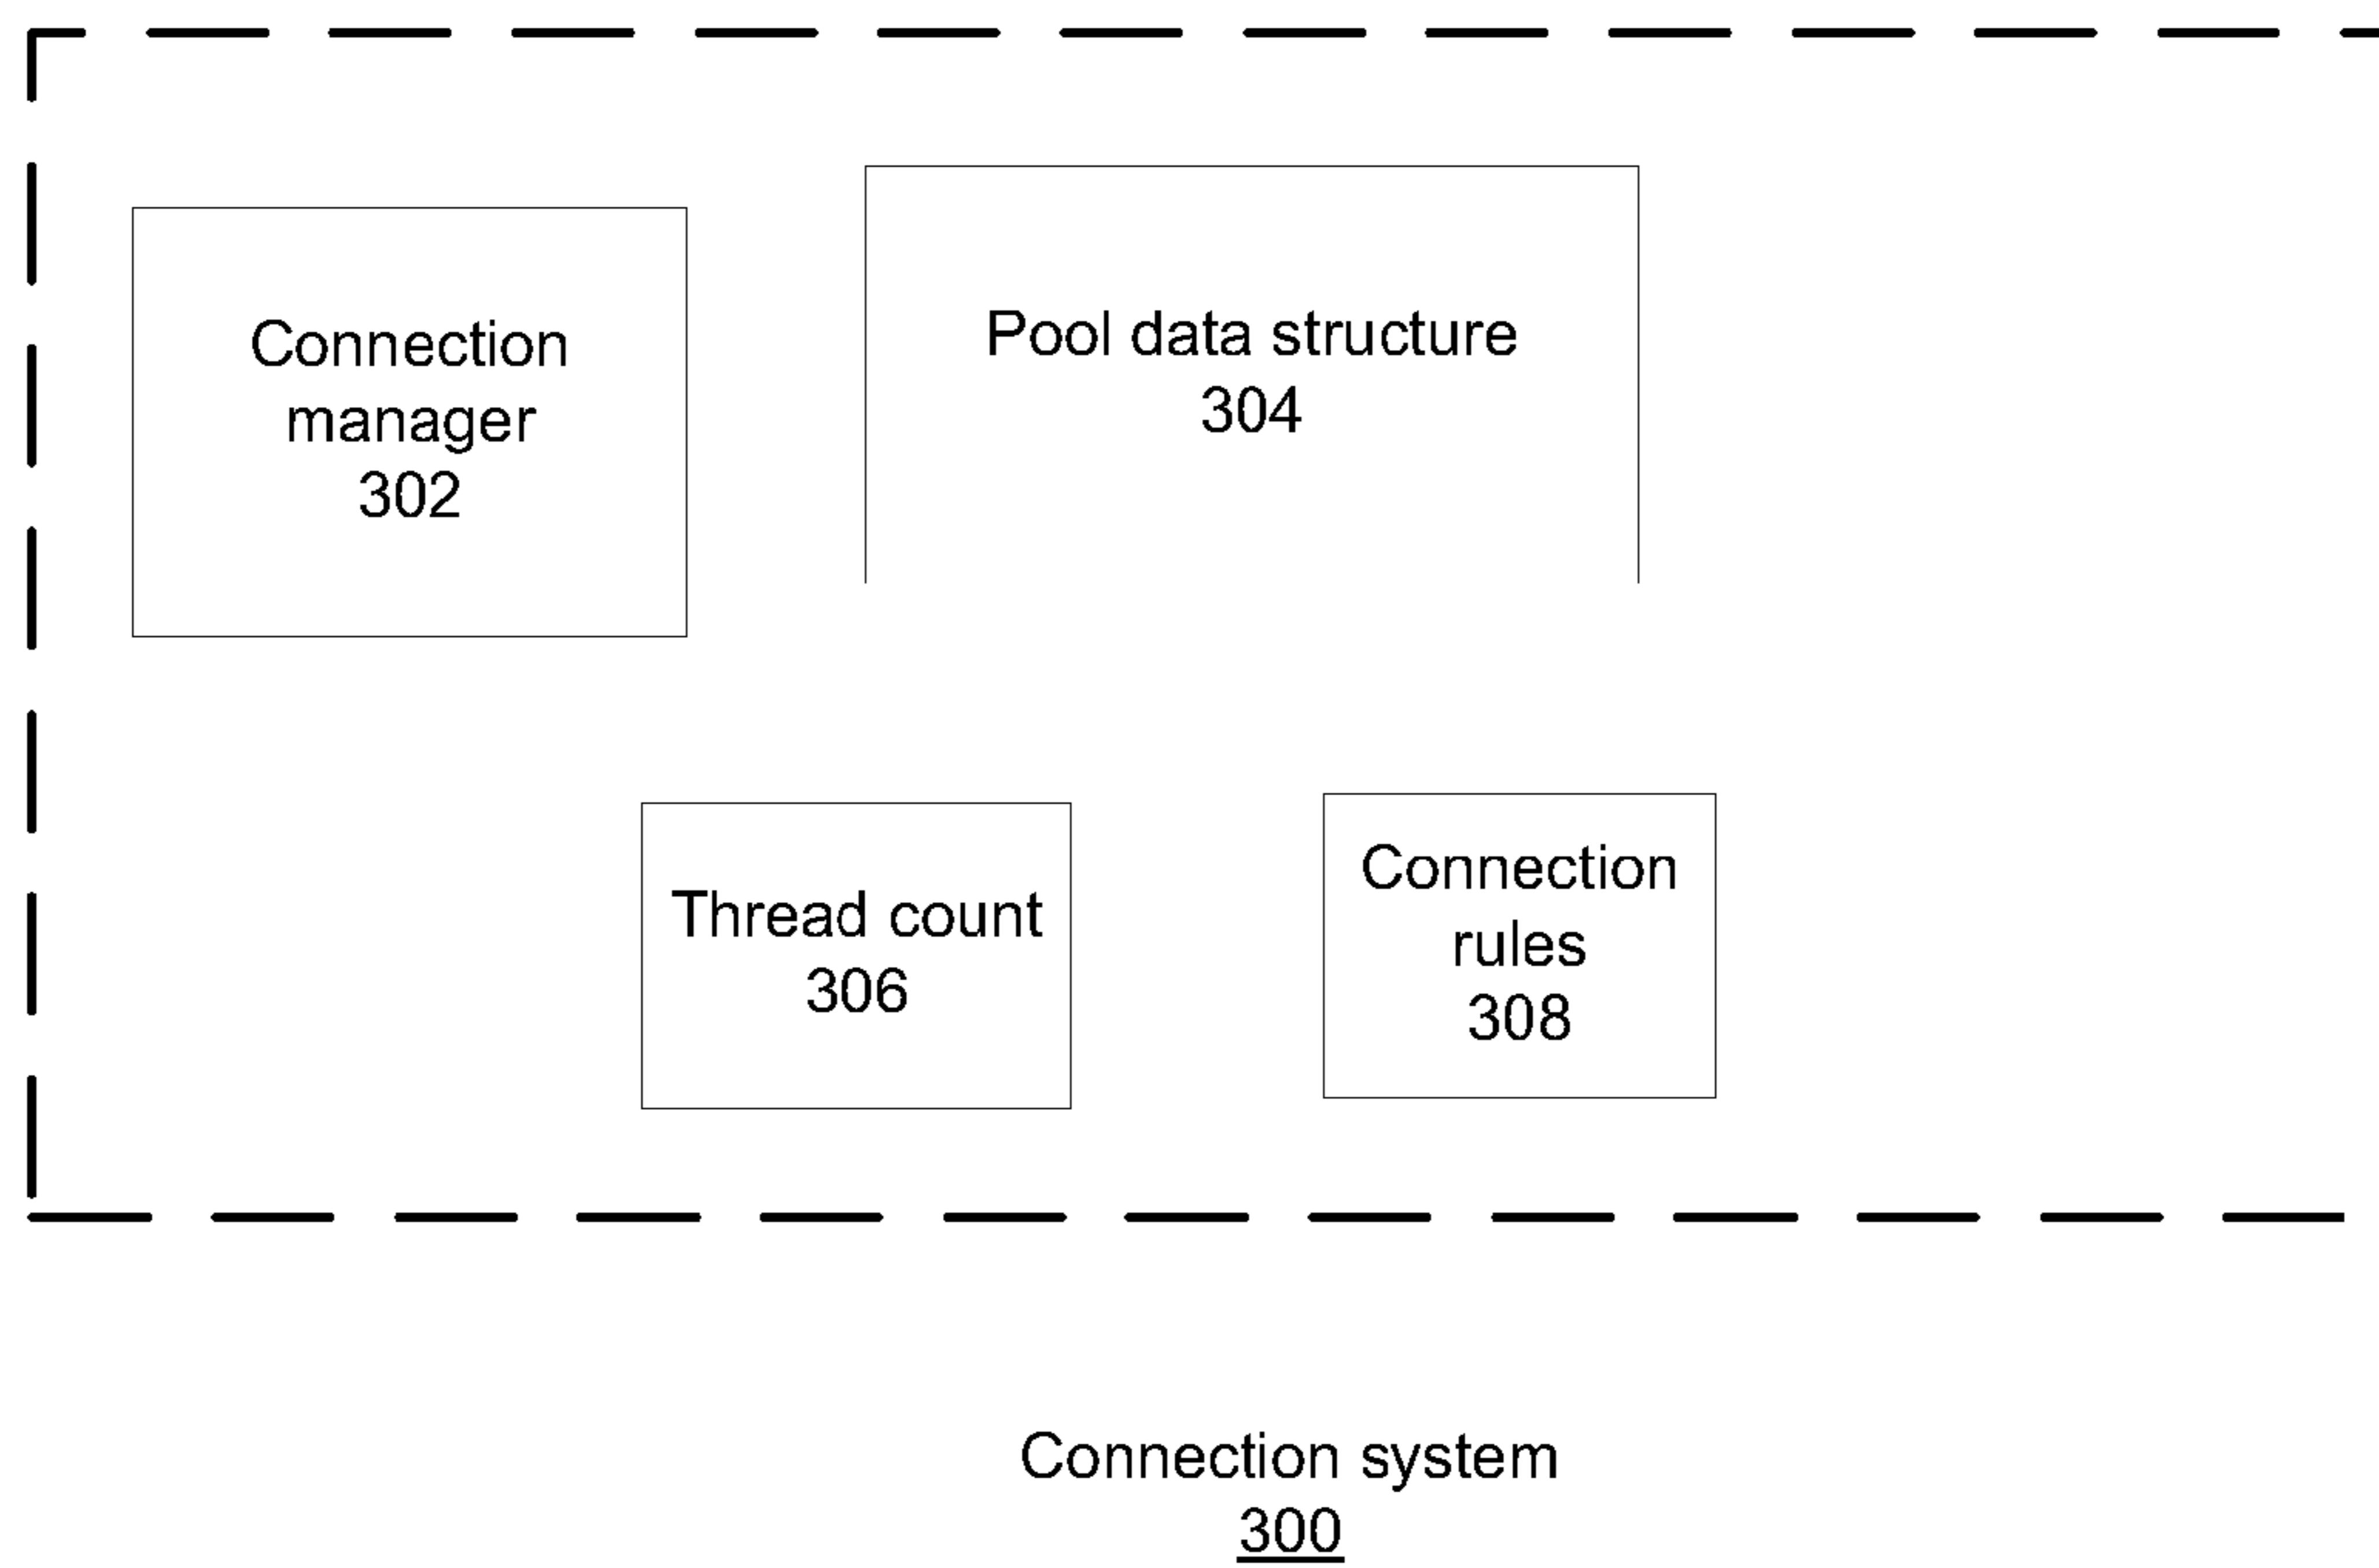 Connection
manager
302
Pool data structure
304
Thread count
306
Connection
rules
308
Connection system
300